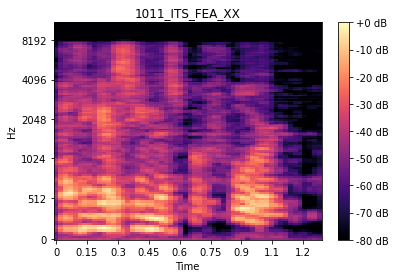 1011_ITS_FEA_XX
8192
4096
2048
1024
512
0
Hz
0 0.15 0.3 0.45 0.6 0.75 0.9 1.1 1.2
Time
+0 dB
-10 dB
-20 dB
-30 dB
-40 dB
-50 dB
-60 dB
-70 dB
-80 dB